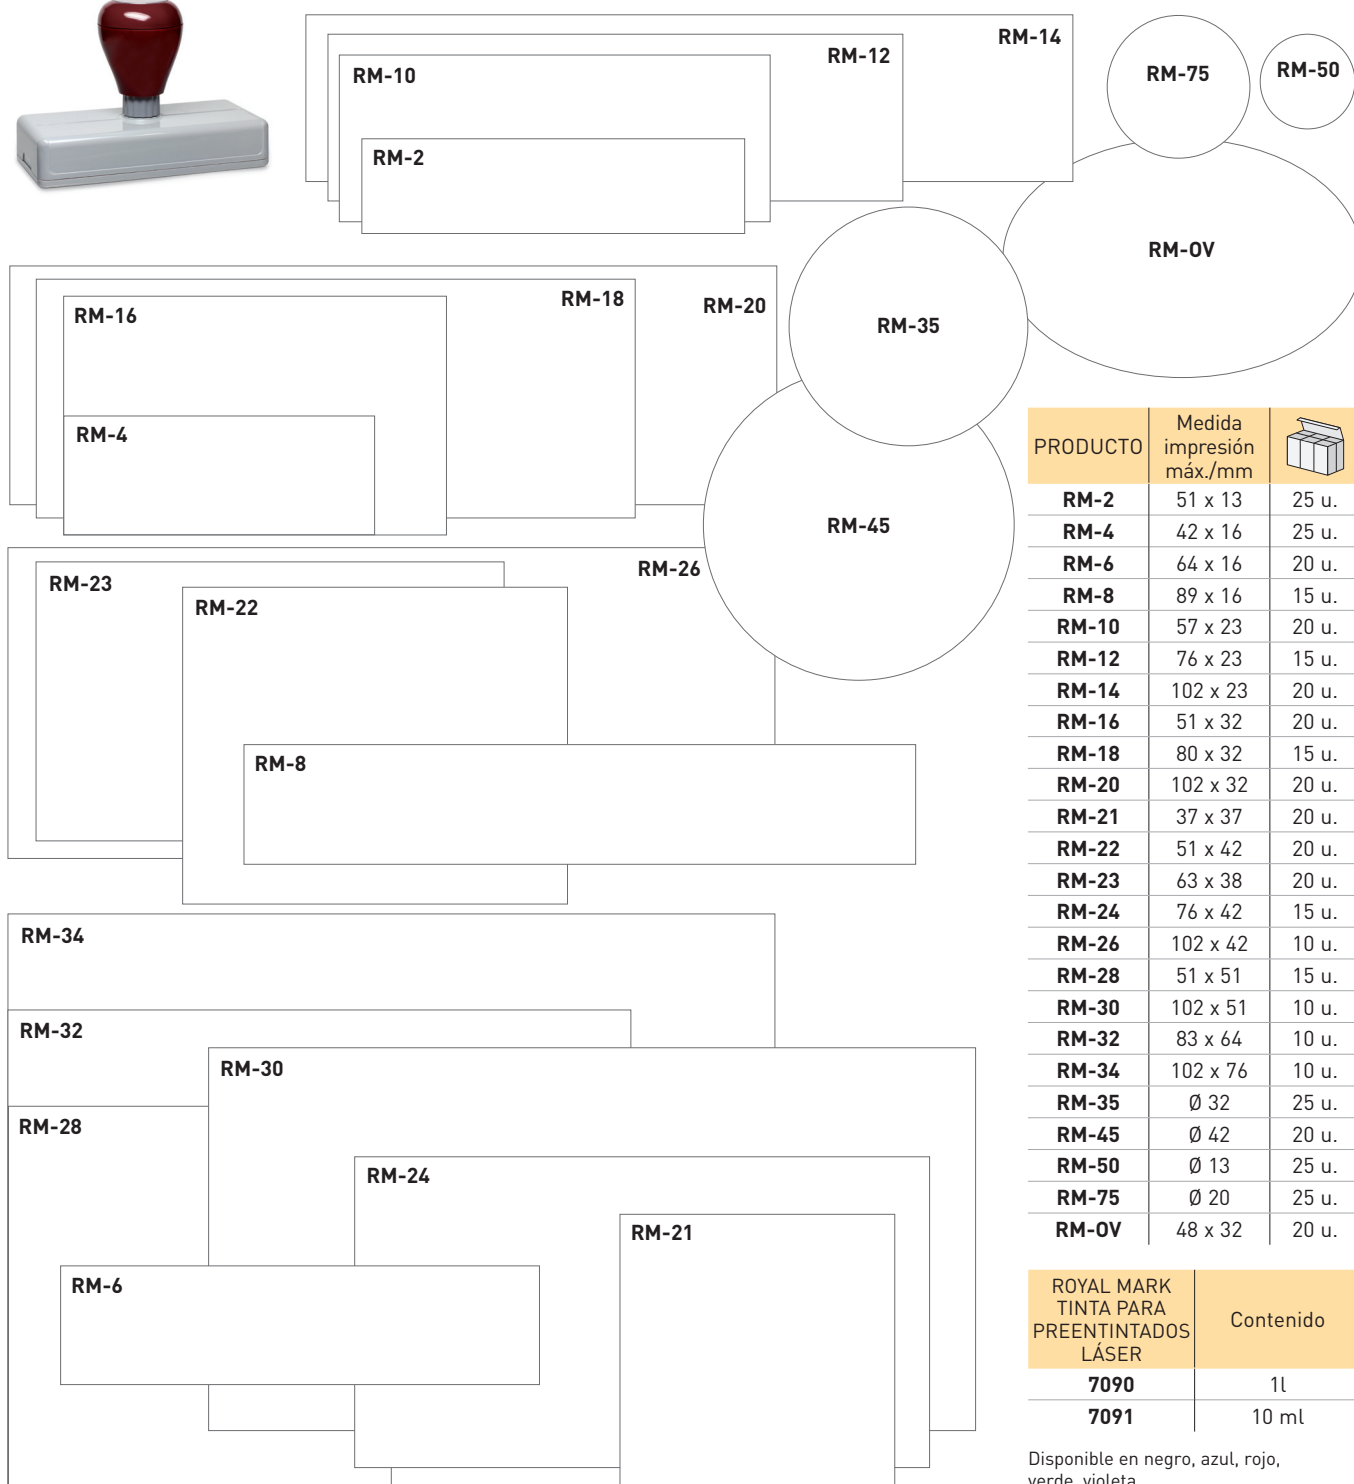 RM-14
RM-12
RM-10
RM-2
RM-75
RM-50
RM-OV
RM-18
RM-20
RM-16
RM-35
RM-4
RM-45
RM-26
RM-23
RM-22
RM-8
RM-34
RM-32
RM-30
RM-28
RM-24
RM-21
RM-6
PRODUCTO Medida impresión máx./mm
RM-2 51 x 13 25 u.
RM-4 42 x 16 25 u.
RM-6 64 x 16 20 u.
RM-8 89 x 16 15 u.
RM-10 57 x 23 20 u.
RM-12 76 x 23 15 u.
RM-14 102 x 23 20 u.
RM-16 51 x 32 20 u.
RM-18 80 x 32 15 u.
RM-20 102 x 32 20 u.
RM-21 37 x 37 20 u.
RM-22 51 x 42 20 u.
RM-23 63 x 38 20 u.
RM-24 76 x 42 15 u.
RM-26 102 x 42 10 u.
RM-28 51 x 51 15 u.
RM-30 102 x 51 10 u.
RM-32 83 x 64 10 u.
RM-34 102 x 76 10 u.
RM-35 Ø 32 25 u.
RM-45 Ø 42 20 u.
RM-50 Ø 13 25 u.
RM-75 Ø 20 25 u.
RM-OV 48 x 32 20 u.
ROYAL MARK
TINTA PARA
PREENTINTADOS
LÁSER
Contenido
7090 1l
7091 10 ml
Disponible en negro, azul, rojo,
verde, violeta